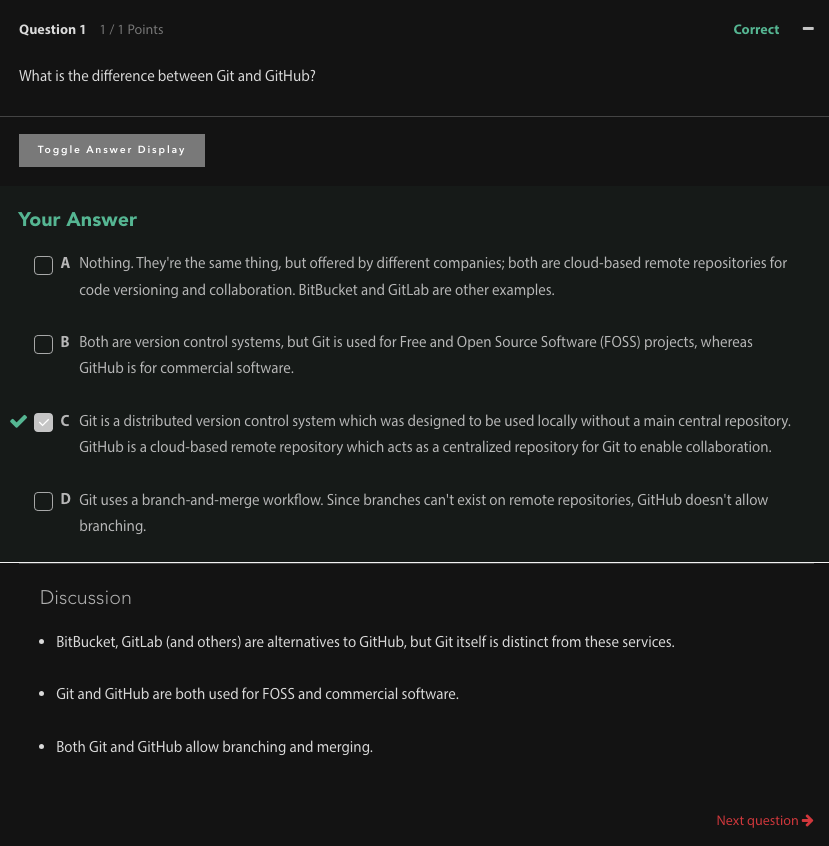 Question 1 1 / 1 Points Correct
What is the difference between Git and GitHub?
Toggle Answer Display
Your Answer
A Nothing. They're the same thing, but offered by different companies; both are cloud-based remote repositories for
code versioning and collaboration. BitBucket and GitLab are other examples.
B Both are version control systems, but Git is used for Free and Open Source Software (FOSS) projects, whereas
GitHub is for commercial software.
C Git is a distributed version control system which was designed to be used locally without a main central repository.
GitHub is a cloud-based remote repository which acts as a centralized repository for Git to enable collaboration.
D Git uses a branch-and-merge workflow. Since branches can't exist on remote repositories, GitHub doesn't allow
branching.
Discussion
• BitBucket, GitLab (and others) are alternatives to GitHub, but Git itself is distinct from these services.
• Git and GitHub are both used for FOSS and commercial software.
• Both Git and GitHub allow branching and merging.
Next question